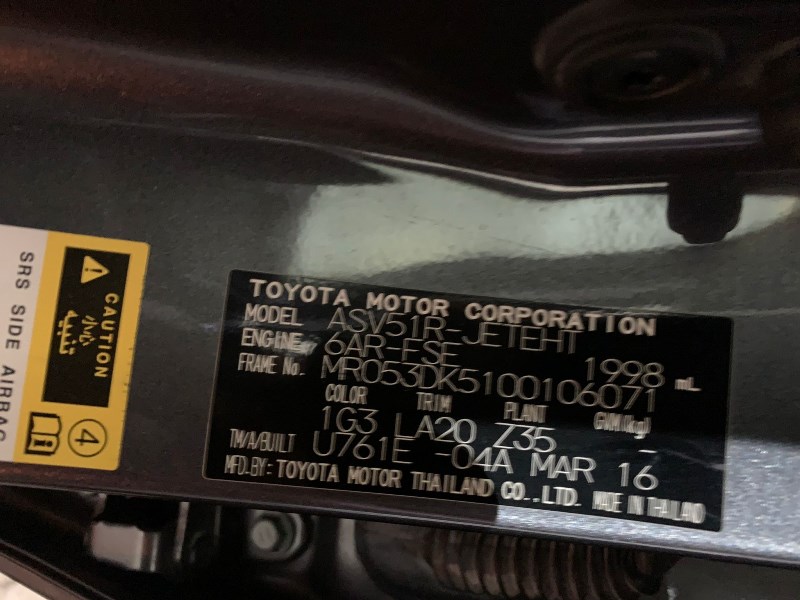 TOYOTA MOTOR CORPORATION
MODEL ASV51R-JETEHT
ENGINE 6AR-FSE 1998 mL
FRAME No. MR053DK5100106071
COLOR TRIM PLANT GVM(kg)
1G3 LA20 Z35 -
TM/A/BUILT U761E -04A MAR 16
MFD.BY: TOYOTA MOTOR THAILAND CO.,LTD. MADE IN THAILAND
CAUTION
تنبيه
4
SRS SIDE AIRBAG